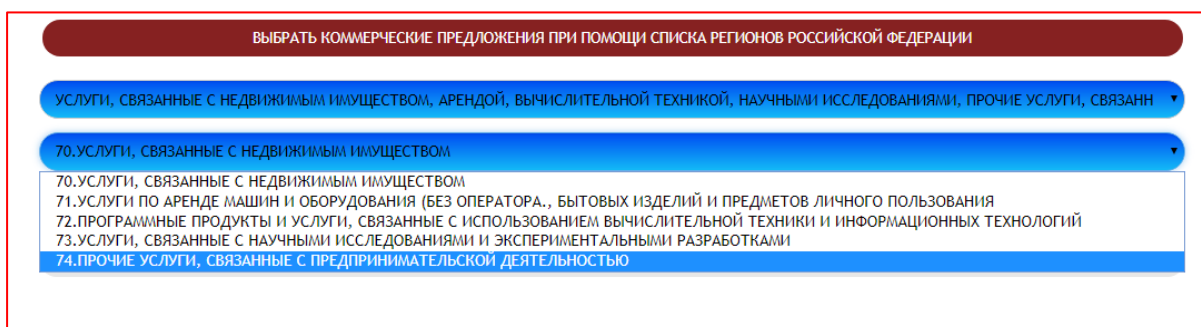 ВЫБРАТЬ КОММЕРЧЕСКИЕ ПРЕДЛОЖЕНИЯ ПРИ ПОМОЩИ СПИСКА РЕГИОНОВ РОССИЙСКОЙ ФЕДЕРАЦИИ
УСЛУГИ, СВЯЗАННЫЕ С НЕДВИЖИМЫМ ИМУЩЕСТВОМ, АРЕНДОЙ, ВЫЧИСЛИТЕЛЬНОЙ ТЕХНИКОЙ, НАУЧНЫМИ ИССЛЕДОВАНИЯМИ, ПРОЧИЕ УСЛУГИ, СВЯЗАНН
70.УСЛУГИ, СВЯЗАННЫЕ С НЕДВИЖИМЫМ ИМУЩЕСТВОМ
70.УСЛУГИ, СВЯЗАННЫЕ С НЕДВИЖИМЫМ ИМУЩЕСТВОМ
71.УСЛУГИ ПО АРЕНДЕ МАШИН И ОБОРУДОВАНИЯ (БЕЗ ОПЕРАТОРА., БЫТОВЫХ ИЗДЕЛИЙ И ПРЕДМЕТОВ ЛИЧНОГО ПОЛЬЗОВАНИЯ
72.ПРОГРАММНЫЕ ПРОДУКТЫ И УСЛУГИ, СВЯЗАННЫЕ С ИСПОЛЬЗОВАНИЕМ ВЫЧИСЛИТЕЛЬНОЙ ТЕХНИКИ И ИНФОРМАЦИОННЫХ ТЕХНОЛОГИЙ
73.УСЛУГИ, СВЯЗАННЫЕ С НАУЧНЫМИ ИССЛЕДОВАНИЯМИ И ЭКСПЕРИМЕНТАЛЬНЫМИ РАЗРАБОТКАМИ
74.ПРОЧИЕ УСЛУГИ, СВЯЗАННЫЕ С ПРЕДПРИНИМАТЕЛЬСКОЙ ДЕЯТЕЛЬНОСТЬЮ